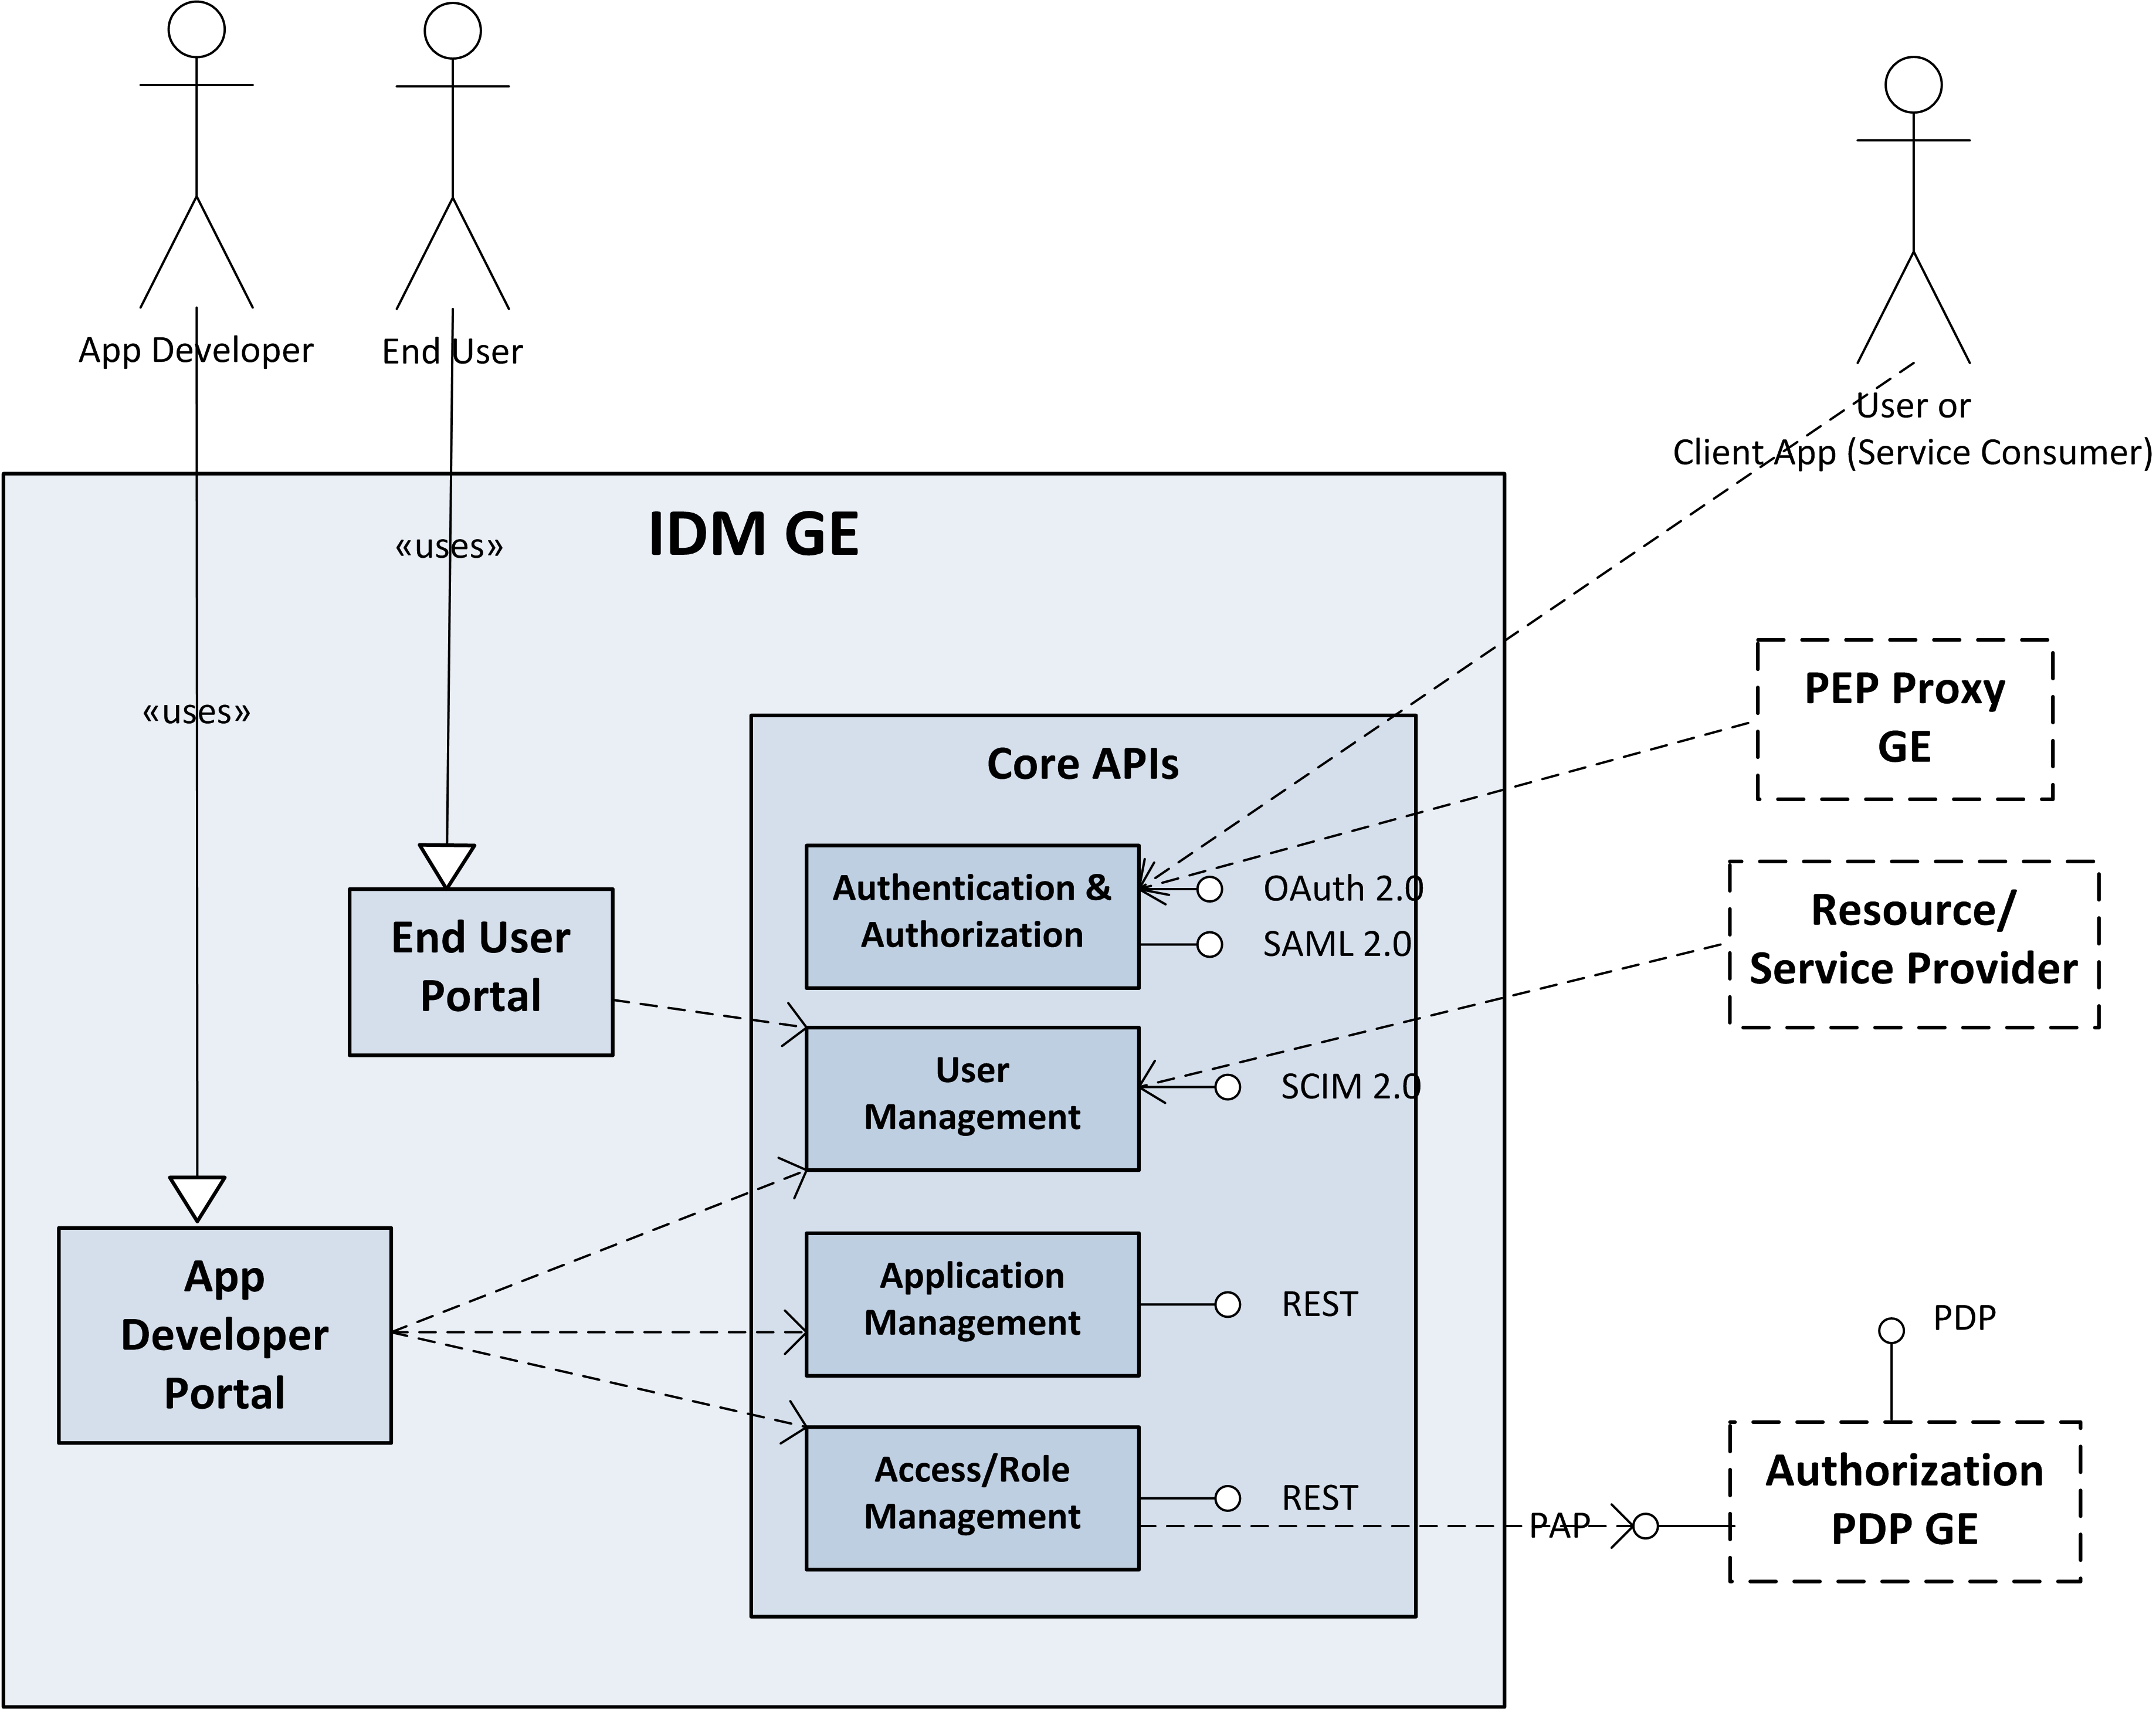 App Developer
End User
User or
Client App (Service Consumer)
IDM GE
«uses»
«uses»
PEP Proxy
GE
Core APIs
Authentication &
Authorization
OAuth 2.0
SAML 2.0
Resource/
Service Provider
End User
Portal
User
Management
SCIM 2.0
App
Developer
Portal
Application
Management
REST
PDP
Access/Role
Management
REST
PAP
Authorization
PDP GE